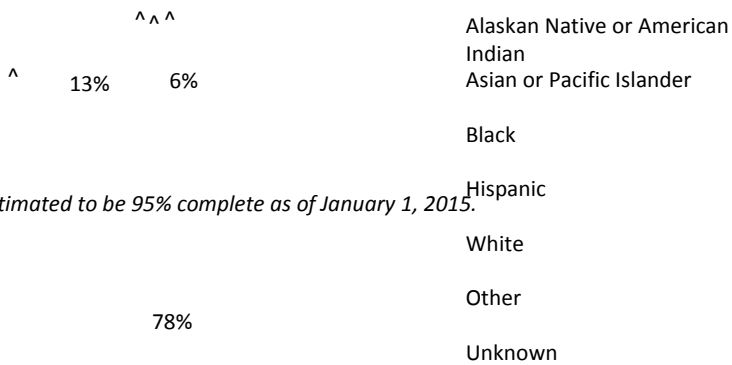 ^ ^ ^
Alaskan Native or American
Indian
^ 13% 6%
Asian or Pacific Islander
Black
Hispanic
timated to be 95% complete as of January 1, 2015.
White
Other
78%
Unknown